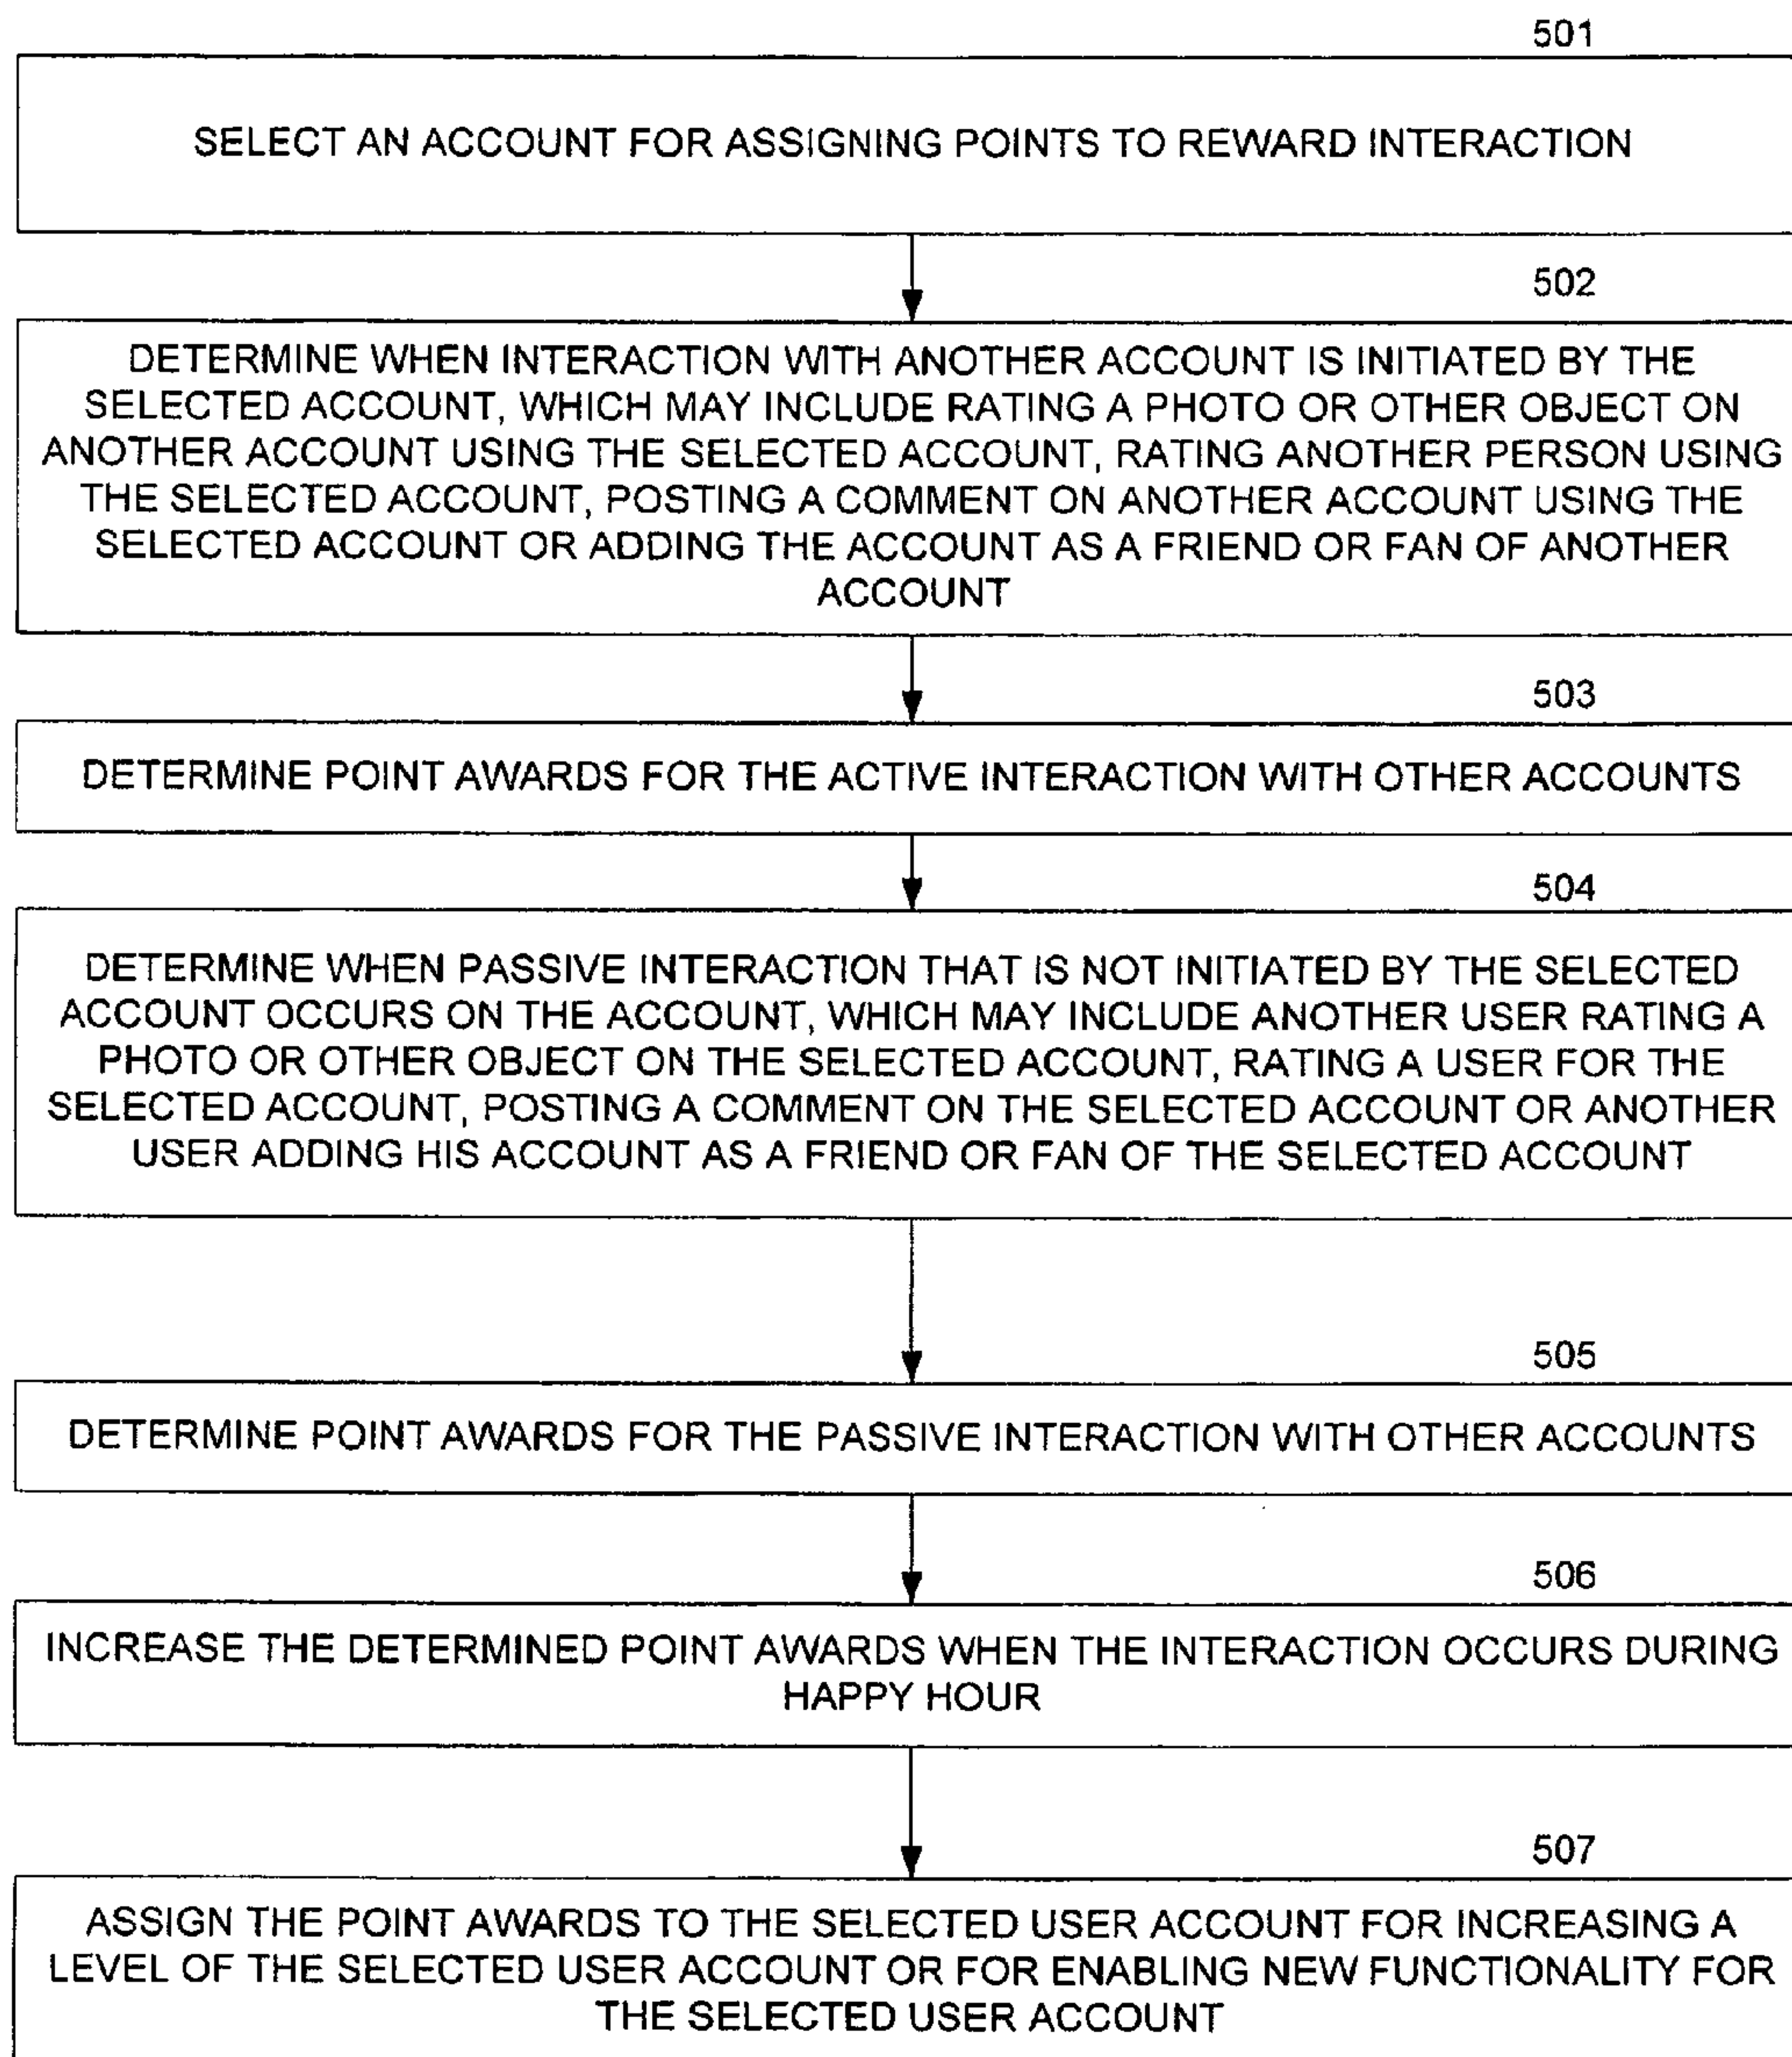 501
SELECT AN ACCOUNT FOR ASSIGNING POINTS TO REWARD INTERACTION
502
DETERMINE WHEN INTERACTION WITH ANOTHER ACCOUNT IS INITIATED BY THE
SELECTED ACCOUNT, WHICH MAY INCLUDE RATING A PHOTO OR OTHER OBJECT ON
ANOTHER ACCOUNT USING THE SELECTED ACCOUNT, RATING ANOTHER PERSON USING
THE SELECTED ACCOUNT, POSTING A COMMENT ON ANOTHER ACCOUNT USING THE
SELECTED ACCOUNT OR ADDING THE ACCOUNT AS A FRIEND OR FAN OF ANOTHER
ACCOUNT
503
DETERMINE POINT AWARDS FOR THE ACTIVE INTERACTION WITH OTHER ACCOUNTS
504
DETERMINE WHEN PASSIVE INTERACTION THAT IS NOT INITIATED BY THE SELECTED
ACCOUNT OCCURS ON THE ACCOUNT, WHICH MAY INCLUDE ANOTHER USER RATING A
PHOTO OR OTHER OBJECT ON THE SELECTED ACCOUNT, RATING A USER FOR THE
SELECTED ACCOUNT, POSTING A COMMENT ON THE SELECTED ACCOUNT OR ANOTHER
USER ADDING HIS ACCOUNT AS A FRIEND OR FAN OF THE SELECTED ACCOUNT
505
DETERMINE POINT AWARDS FOR THE PASSIVE INTERACTION WITH OTHER ACCOUNTS
506
INCREASE THE DETERMINED POINT AWARDS WHEN THE INTERACTION OCCURS DURING
HAPPY HOUR
507
ASSIGN THE POINT AWARDS TO THE SELECTED USER ACCOUNT FOR INCREASING A
LEVEL OF THE SELECTED USER ACCOUNT OR FOR ENABLING NEW FUNCTIONALITY FOR
THE SELECTED USER ACCOUNT